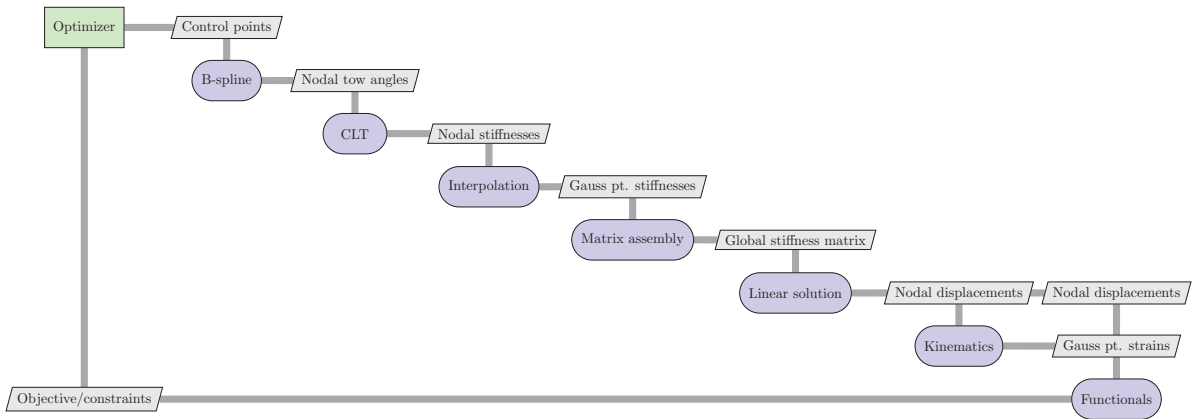 Optimizer
Control points
B-spline
Nodal tow angles
CLT
Nodal stiffnesses
Interpolation
Gauss pt. stiffnesses
Matrix assembly
Global stiffness matrix
Linear solution
Nodal displacements
Nodal displacements
Kinematics
Gauss pt. strains
Objective/constraints
Functionals